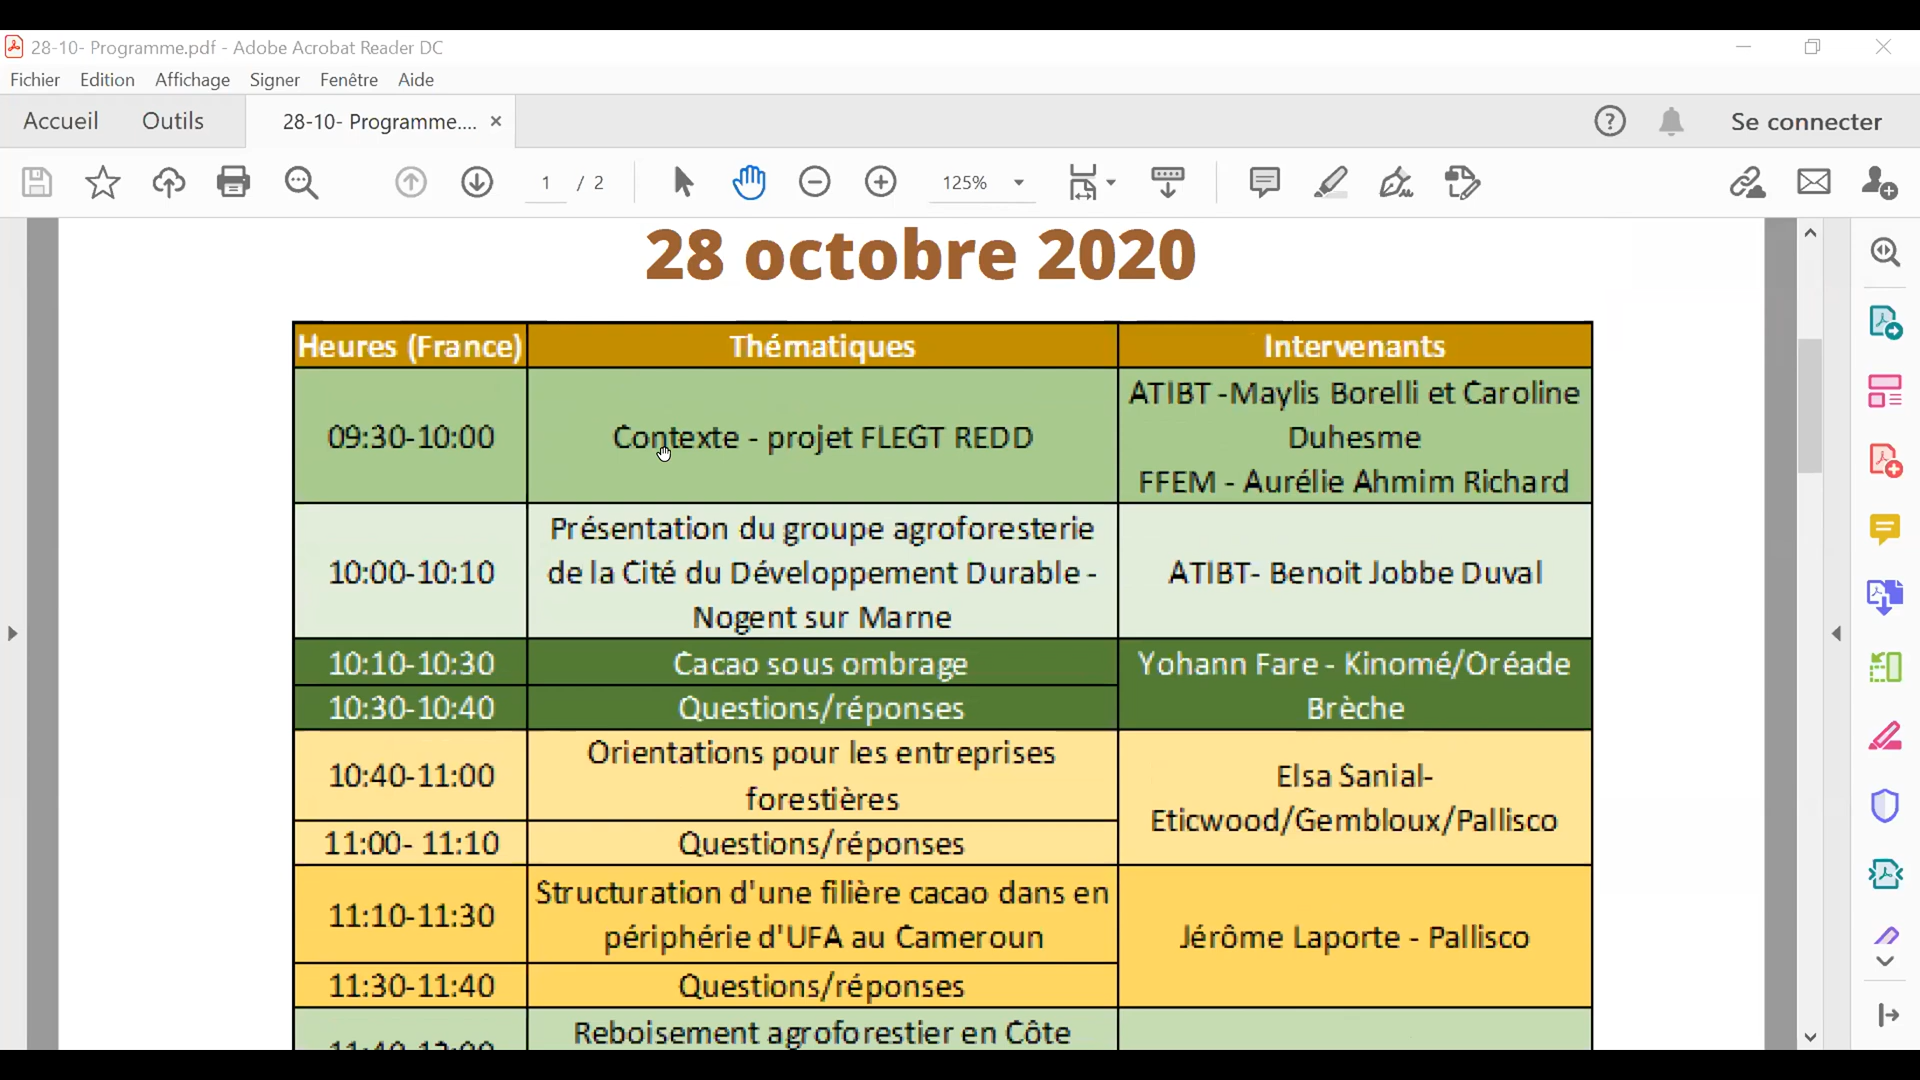 28-10- Programme.pdf - Adobe Acrobat Reader DC
Fichier Edition Affichage Signer Fenêtre Aide
Accueil Outils 28-10- Programme.... × Se connecter
1 / 2 125%
28 octobre 2020
Heures (France) Thématiques Intervenants
09:30-10:00 Contexte - projet FLEGT REDD ATIBT -Maylis Borelli et Caroline
Duhesme
FFEM - Aurélie Ahmim Richard
10:00-10:10 Présentation du groupe agroforesterie
de la Cité du Développement Durable -
Nogent sur Marne
ATIBT- Benoit Jobbe Duval
10:10-10:30 Cacao sous ombrage Yohann Fare - Kinomé/Oréade
Brèche
10:30-10:40 Questions/réponses
10:40-11:00 Orientations pour les entreprises
forestières
Elsa Sanial-
Eticwood/Gembloux/Pallisco
11:00- 11:10 Questions/réponses
11:10-11:30 Structuration d'une filière cacao dans en
périphérie d'UFA au Cameroun
Jérôme Laporte - Pallisco
11:30-11:40 Questions/réponses
Reboisement agroforestier en Côte